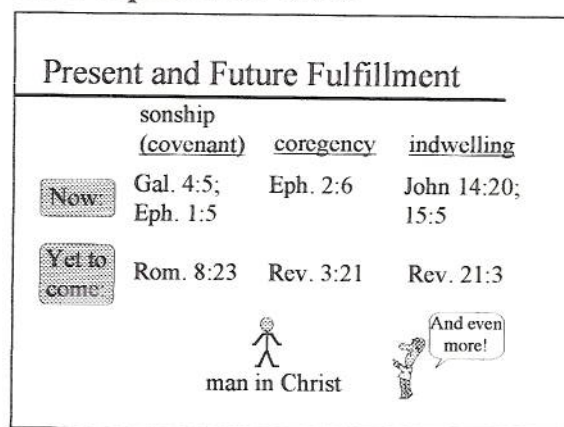 Present and Future Fulfillment
sonship
(covenant) coregency indwelling
Now: Gal. 4:5; Eph. 2:6 John 14:20;
Eph. 1:5 15:5
Yet to
come: Rom. 8:23 Rev. 3:21 Rev. 21:3
And even
more!
man in Christ